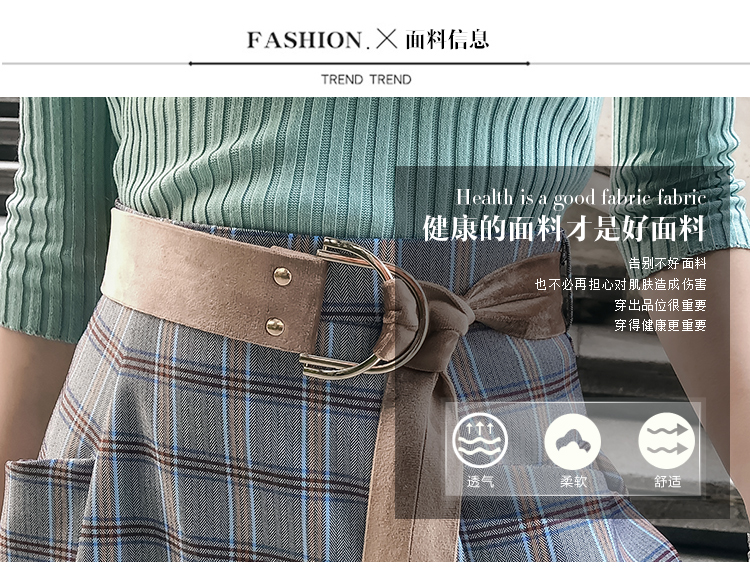 FASHION.×面料信息
TREND TREND
Health is a good fabric fabric
健康的面料才是好面料
告别不好面料
也不必再担心对肌肤造成伤害
穿出品位很重要
穿得健康更重要
透气 柔软 舒适